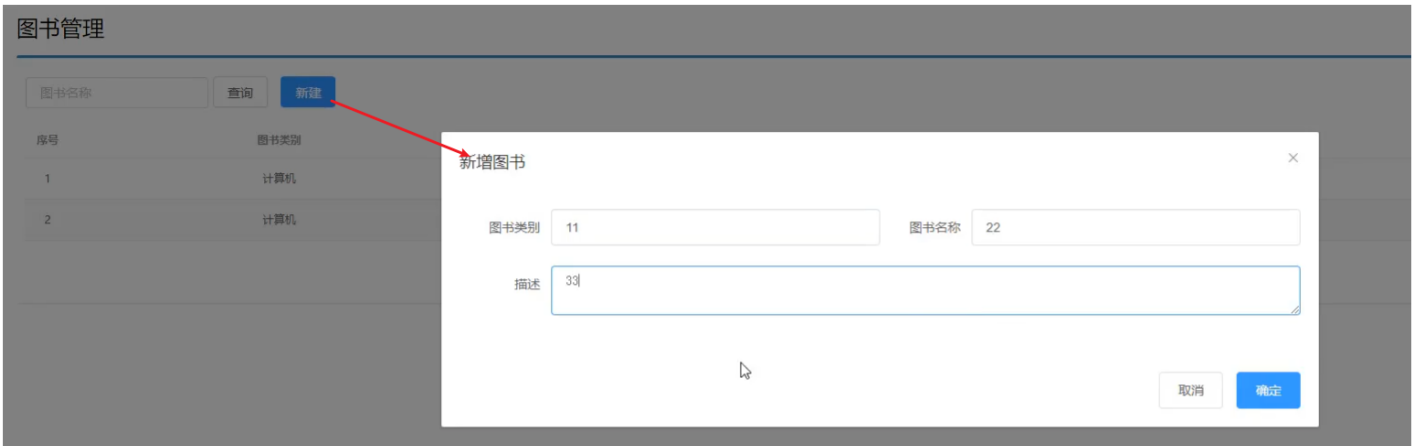 图书管理
图书名称 查询 新建
序号 图书类别
新增图书 ×
1 计算机
图书类别 11 图书名称 22
2 计算机
描述 33
取消 确定